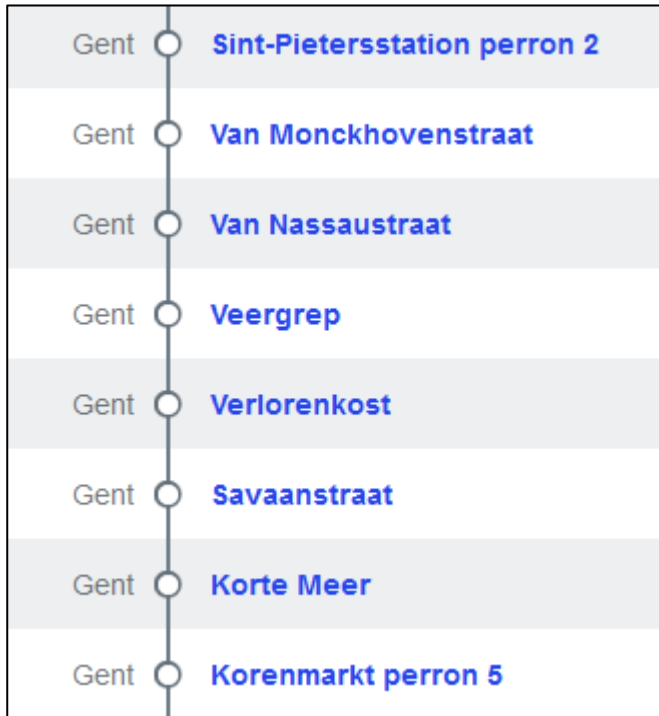 Gent Sint-Pietersstation perron 2
Gent Van Monckhovenstraat
Gent Van Nassaustraat
Gent Veergrep
Gent Verlorenkost
Gent Savaanstraat
Gent Korte Meer
Gent Korenmarkt perron 5